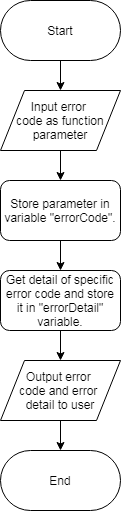 Start
Input error
code as function
parameter
Store parameter in
variable "errorCode".
Get detail of specific
error code and store
it in "errorDetail"
variable.
Output error
code and error
detail to user
End